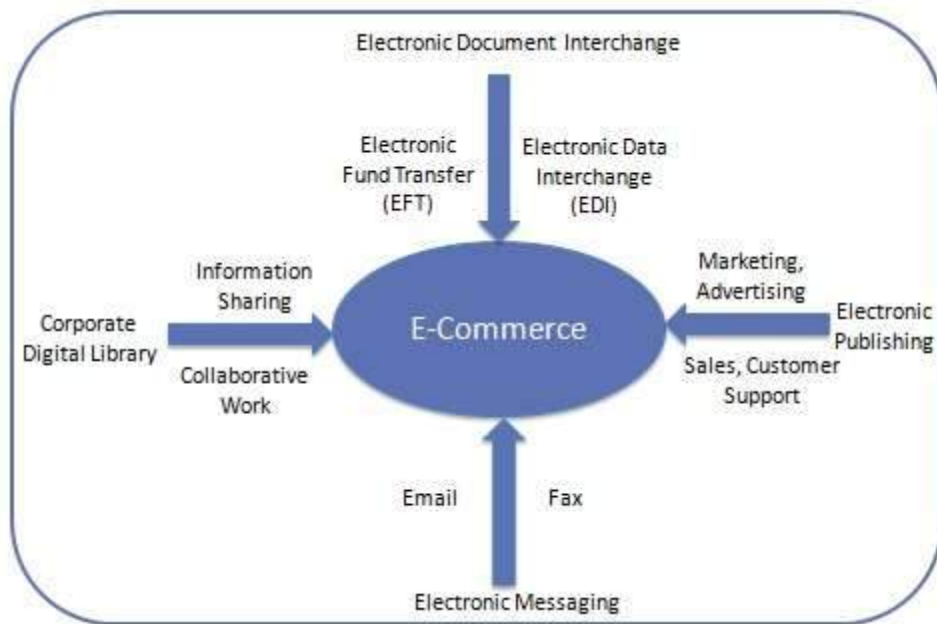 Electronic Document Interchange
Electronic
Fund Transfer
(EFT)
Electronic Data
Interchange
(EDI)
Information
Sharing
Marketing,
Advertising
Corporate
Digital Library
E-Commerce
Electronic
Publishing
Collaborative
Work
Sales, Customer
Support
Email
Fax
Electronic Messaging